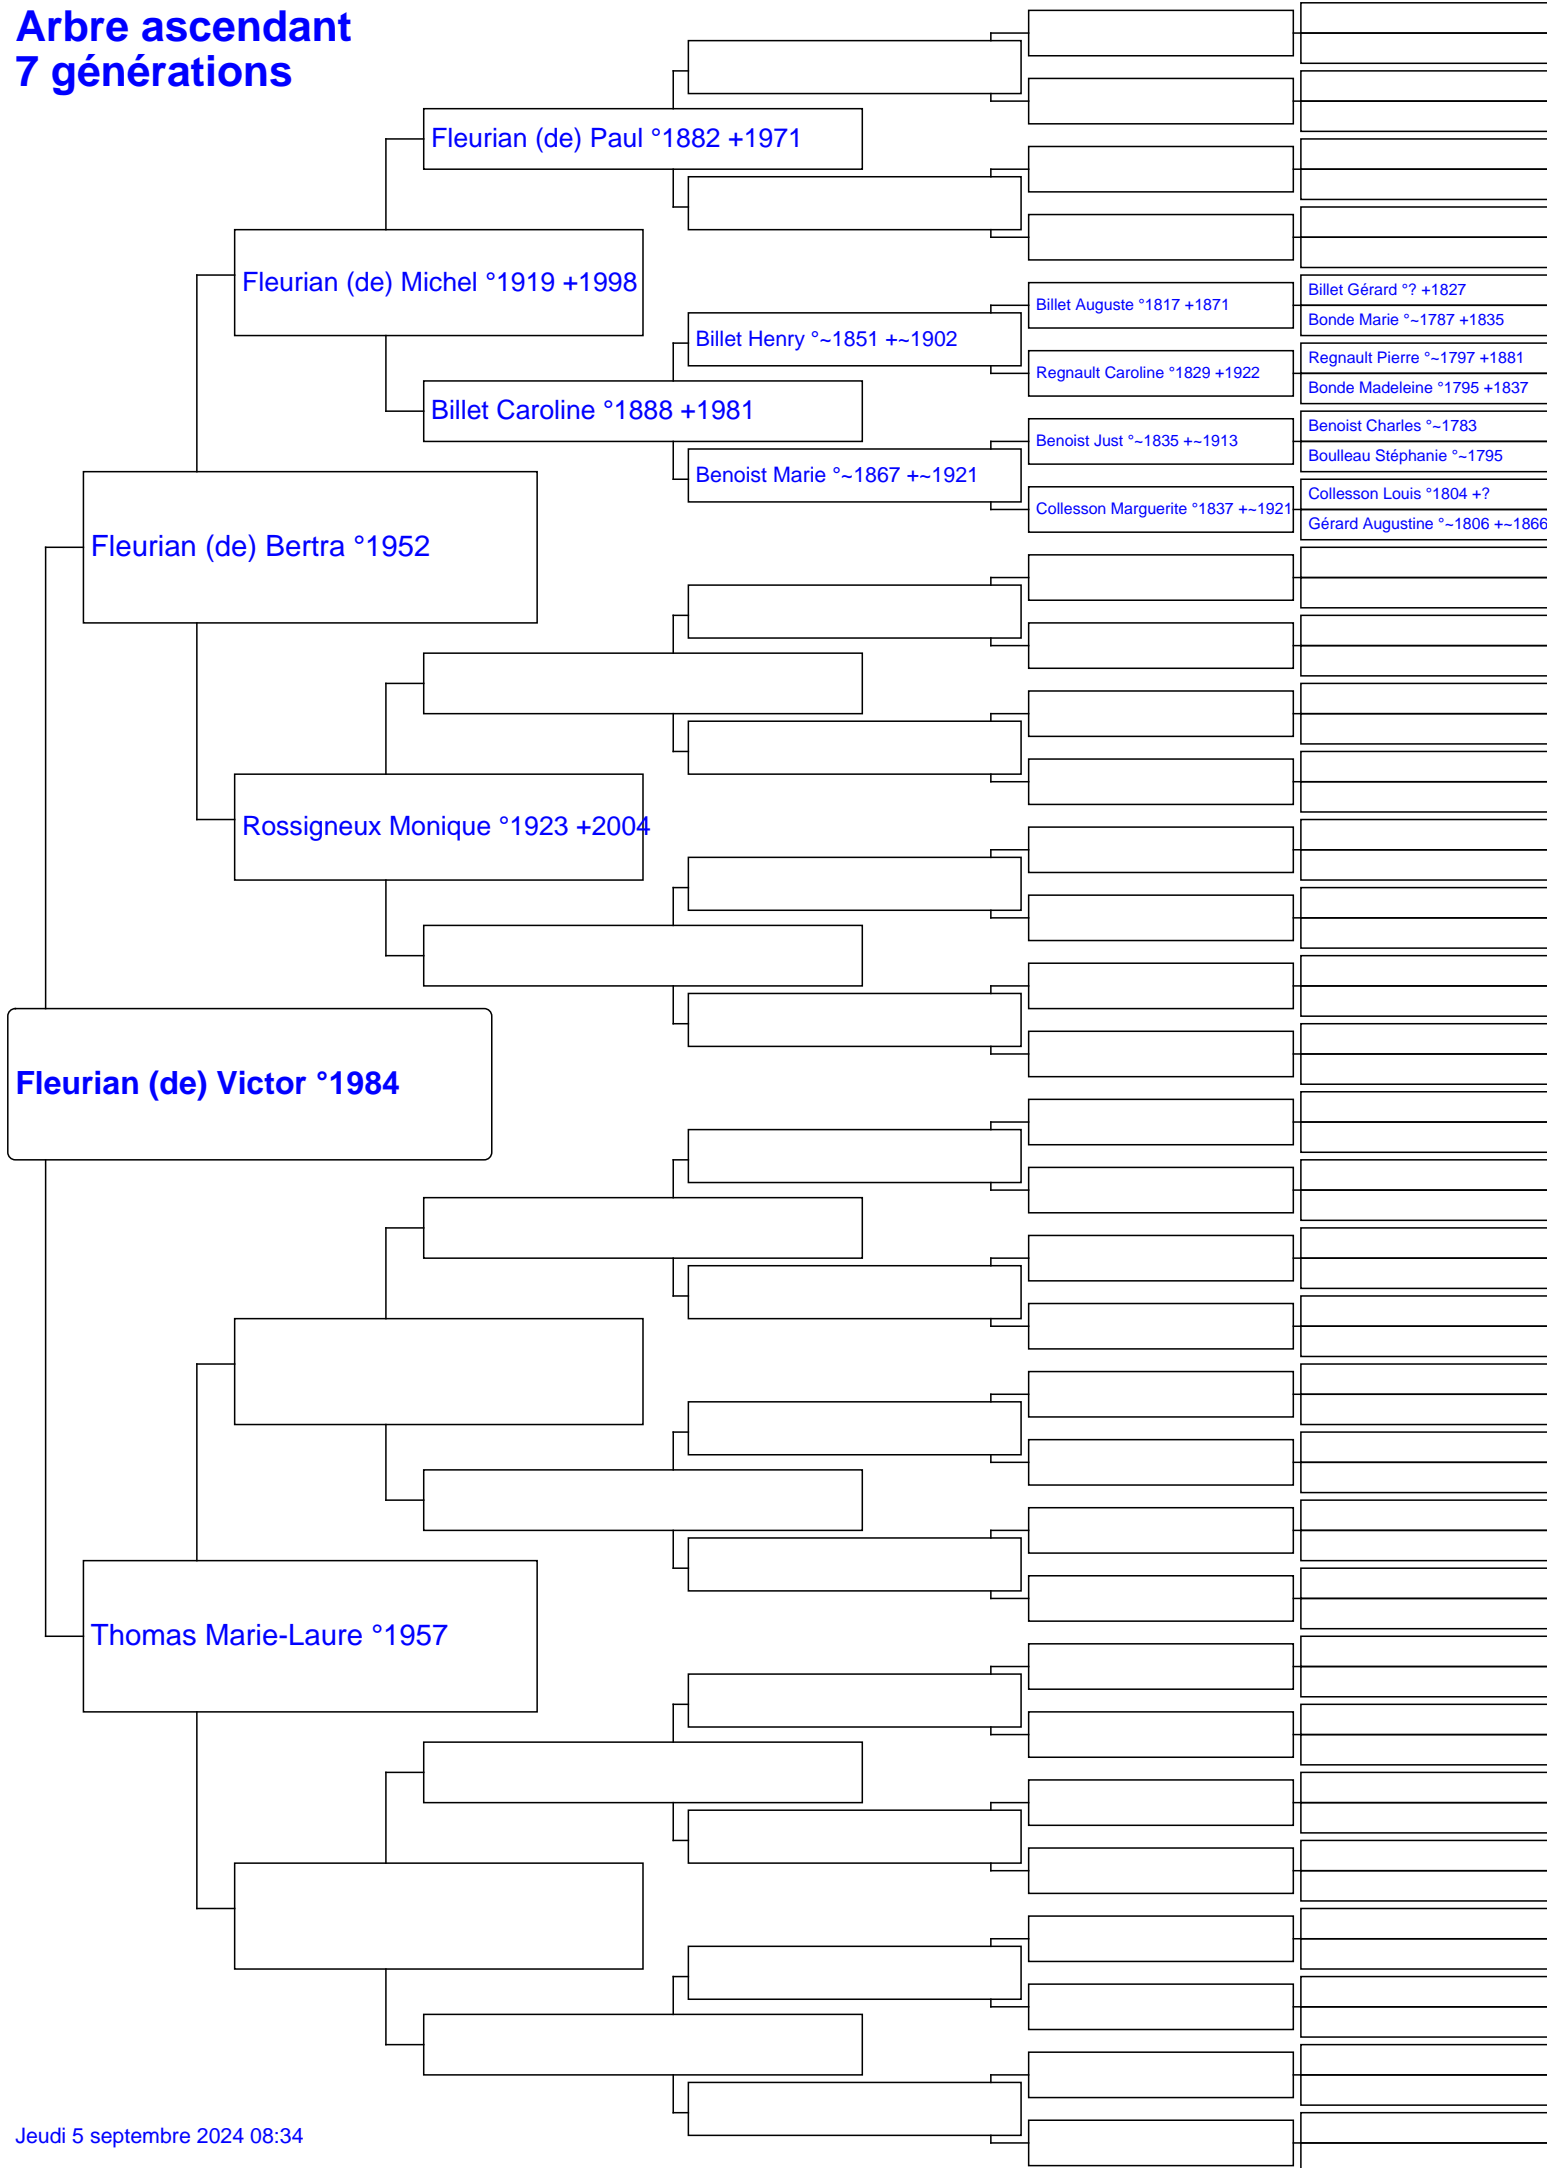 Arbre ascendant
7 générations
Fleurian (de) Paul °1882 +1971
Fleurian (de) Michel °1919 +1998
Billet Gérard °? +1827
Billet Auguste °1817 +1871
Bonde Marie °~1787 +1835
Billet Henry °~1851 +~1902
Regnault Pierre °~1797 +1881
Regnault Caroline °1829 +1922
Bonde Madeleine °1795 +1837
Billet Caroline °1888 +1981
Benoist Charles °~1783
Benoist Just °~1835 +~1913
Boulleau Stéphanie °~1795
Benoist Marie °~1867 +~1921
Collesson Louis °1804 +?
Collesson Marguerite °1837 +~1921
Gérard Augustine °~1806 +~1866
Fleurian (de) Bertra °1952
Rossigneux Monique °1923 +2004
Fleurian (de) Victor °1984
Thomas Marie-Laure °1957
Jeudi 5 septembre 2024 08:34